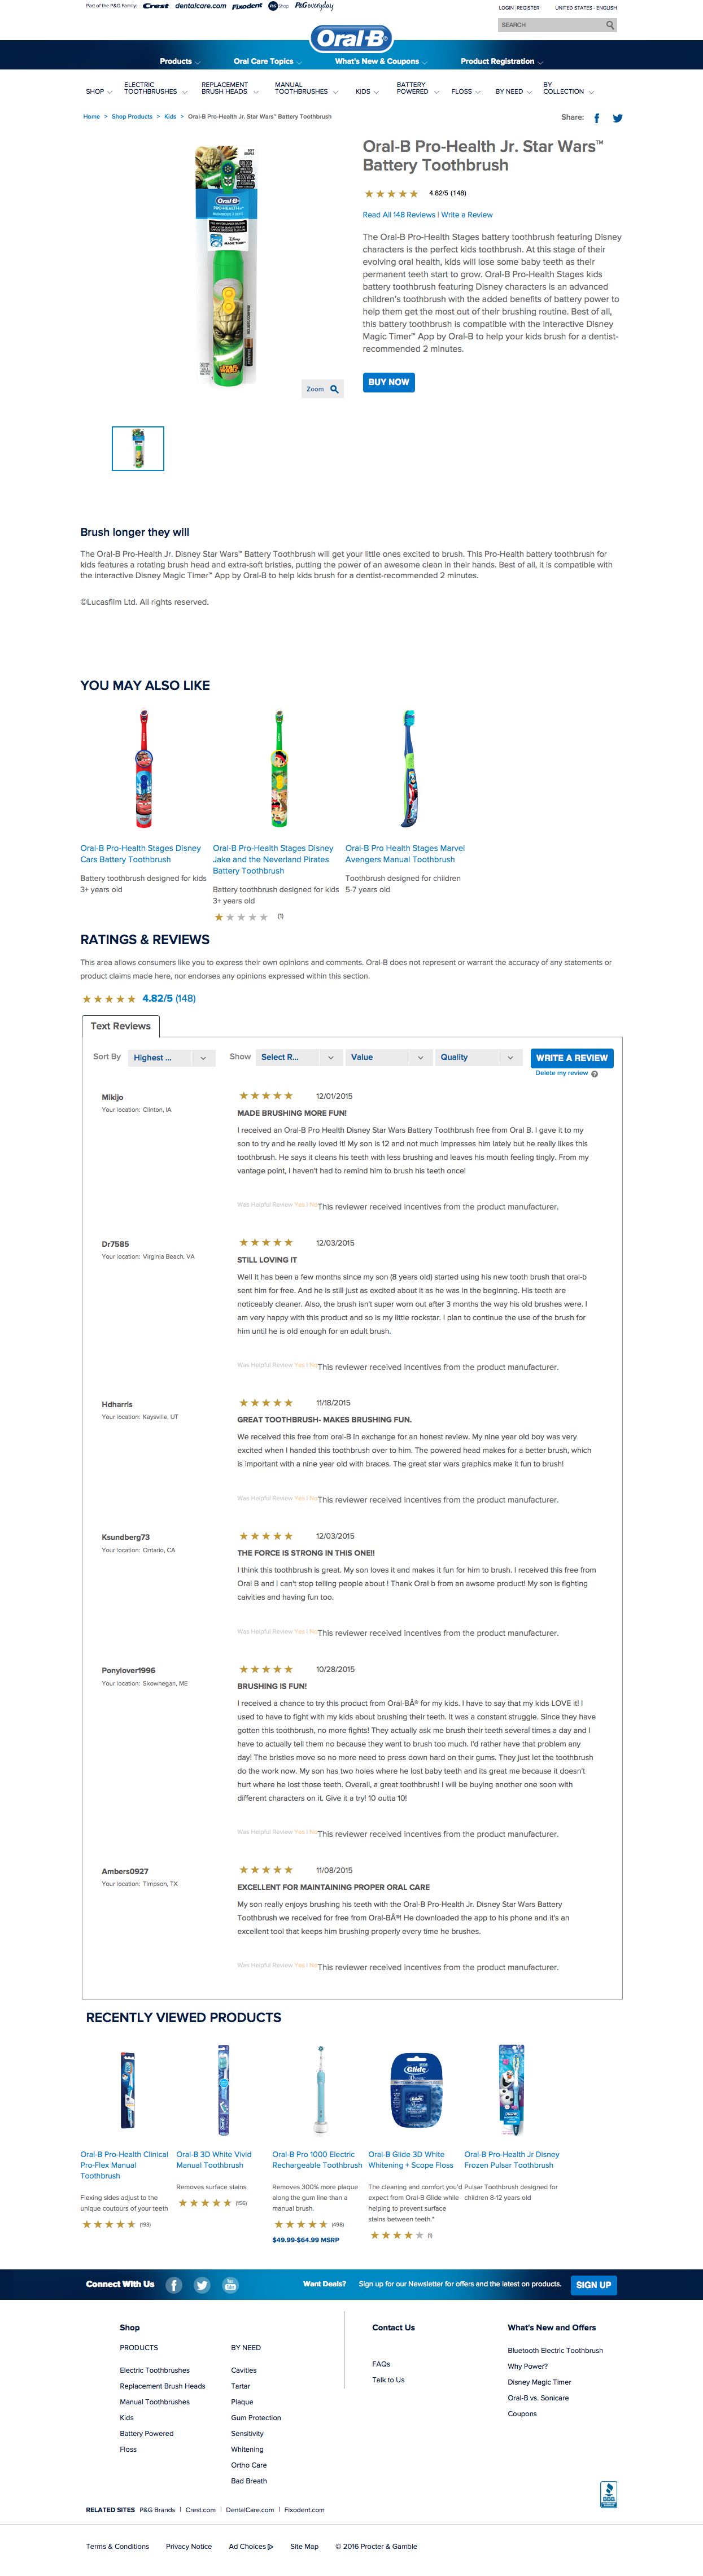 Part of the P&G Family: Crest dentalcare.com Fixodent P&G Shop P&G everyday
LOGIN | REGISTER UNITED STATES - ENGLISH
SEARCH
Oral-B
Products Oral Care Topics What's New & Coupons Product Registration
SHOP ELECTRIC TOOTHBRUSHES REPLACEMENT BRUSH HEADS MANUAL TOOTHBRUSHES KIDS BATTERY POWERED FLOSS BY NEED BY COLLECTION
Home > Shop Products > Kids > Oral-B Pro-Health Jr. Star Wars™ Battery Toothbrush
Share:
Oral-B
PRO-HEALTH
Disney
MAGIC TIMER
STAR WARS
Zoom
Oral-B Pro-Health Jr. Star Wars™
Battery Toothbrush
4.82/5 (148)
Read All 148 Reviews | Write a Review
The Oral-B Pro-Health Stages battery toothbrush featuring Disney
characters is the perfect kids toothbrush. At this stage of their
evolving oral health, kids will lose some baby teeth as their
permanent teeth start to grow. Oral-B Pro-Health Stages kids
battery toothbrush featuring Disney characters is an advanced
children's toothbrush with the added benefits of battery power to
help them get the most out of their brushing routine. Best of all,
this battery toothbrush is compatible with the interactive Disney
Magic Timer™ App by Oral-B to help your kids brush for a dentist-
recommended 2 minutes.
BUY NOW
Brush longer they will
The Oral-B Pro-Health Jr. Disney Star Wars™ Battery Toothbrush will get your little ones excited to brush. This Pro-Health battery toothbrush for
kids features a rotating brush head and extra-soft bristles, putting the power of an awesome clean in their hands. Best of all, it is compatible with
the interactive Disney Magic Timer™ App by Oral-B to help kids brush for a dentist-recommended 2 minutes.
©Lucasfilm Ltd. All rights reserved.
YOU MAY ALSO LIKE
Oral-B Pro-Health Stages Disney
Cars Battery Toothbrush
Battery toothbrush designed for kids
3+ years old
Oral-B Pro-Health Stages Disney
Jake and the Neverland Pirates
Battery Toothbrush
Battery toothbrush designed for kids
3+ years old
(1)
Oral-B Pro Health Stages Marvel
Avengers Manual Toothbrush
Toothbrush designed for children
5-7 years old
RATINGS & REVIEWS
This area allows consumers like you to express their own opinions and comments. Oral-B does not represent or warrant the accuracy of any statements or
product claims made here, nor endorses any opinions expressed within this section.
4.82/5 (148)
Text Reviews
Sort By Highest ... Show Select R... Value Quality WRITE A REVIEW
Delete my review ?
Mikijo
Your location: Clinton, IA
12/01/2015
MADE BRUSHING MORE FUN!
I received an Oral-B Pro Health Disney Star Wars Battery Toothbrush free from Oral B. I gave it to my
son to try and he really loved it! My son is 12 and not much impresses him lately but he really likes this
toothbrush. He says it cleans his teeth with less brushing and leaves his mouth feeling tingly. From my
vantage point, I haven't had to remind him to brush his teeth once!
Was Helpful Review Yes | No This reviewer received incentives from the product manufacturer.
Dr7585
Your location: Virginia Beach, VA
12/03/2015
STILL LOVING IT
Well it has been a few months since my son (8 years old) started using his new tooth brush that oral-b
sent him for free. And he is still just as excited about it as he was in the beginning. His teeth are
noticeably cleaner. Also, the brush isn't super worn out after 3 months the way his old brushes were. I
am very happy with this product and so is my little rockstar. I plan to continue the use of the brush for
him until he is old enough for an adult brush.
Was Helpful Review Yes | No This reviewer received incentives from the product manufacturer.
Hdharris
Your location: Kaysville, UT
11/18/2015
GREAT TOOTHBRUSH- MAKES BRUSHING FUN.
We received this free from oral-B in exchange for an honest review. My nine year old boy was very
excited when I handed this toothbrush over to him. The powered head makes for a better brush, which
is important with a nine year old with braces. The great star wars graphics make it fun to brush!
Was Helpful Review Yes | No This reviewer received incentives from the product manufacturer.
Ksundberg73
Your location: Ontario, CA
12/03/2015
THE FORCE IS STRONG IN THIS ONE!!
I think this toothbrush is great. My son loves it and makes it fun for him to brush. I received this free from
Oral B and I can't stop telling people about ! Thank Oral b from an awsome product! My son is fighting
caivities and having fun too.
Was Helpful Review Yes | No This reviewer received incentives from the product manufacturer.
Ponylover1996
Your location: Skowhegan, ME
10/28/2015
BRUSHING IS FUN!
I received a chance to try this product from Oral-BÂ® for my kids. I have to say that my kids LOVE it! I
used to have to fight with my kids about brushing their teeth. It was a constant struggle. Since they have
gotten this toothbrush, no more fights! They actually ask me brush their teeth several times a day and I
have to actually tell them no because they want to brush too much. I'd rather have that problem any
day! The bristles move so no more need to press down hard on their gums. They just let the toothbrush
do the work now. My son has two holes where he lost baby teeth and its great me because it doesn't
hurt where he lost those teeth. Overall, a great toothbrush! I will be buying another one soon with
different characters on it. Give it a try! 10 outta 10!
Was Helpful Review Yes | No This reviewer received incentives from the product manufacturer.
Ambers0927
Your location: Timpson, TX
11/08/2015
EXCELLENT FOR MAINTAINING PROPER ORAL CARE
My son really enjoys brushing his teeth with the Oral-B Pro-Health Jr. Disney Star Wars Battery
Toothbrush we received for free from Oral-BÂ®! He downloaded the app to his phone and it's an
excellent tool that keeps him brushing properly every time he brushes.
Was Helpful Review Yes | No This reviewer received incentives from the product manufacturer.
RECENTLY VIEWED PRODUCTS
Glide
Oral-B Pro-Health Clinical
Pro-Flex Manual
Toothbrush
Flexing sides adjust to the
unique coutours of your teeth
(193)
Oral-B 3D White Vivid
Manual Toothbrush
Removes surface stains
(158)
Oral-B Pro 1000 Electric
Rechargeable Toothbrush
Removes 300% more plaque
along the gum line than a
manual brush.
(498)
$49.99-$64.99 MSRP
Oral-B Glide 3D White
Whitening + Scope Floss
The cleaning and comfort you'd
expect from Oral-B Glide while
helping to prevent surface
stains between teeth.*
(1)
Oral-B Pro-Health Jr Disney
Frozen Pulsar Toothbrush
Pulsar Toothbrush designed for
children 8-12 years old
Connect With Us You Tube Want Deals? Sign up for our Newsletter for offers and the latest on products. SIGN UP
Shop
PRODUCTS
Electric Toothbrushes
Replacement Brush Heads
Manual Toothbrushes
Kids
Battery Powered
Floss
BY NEED
Cavities
Tartar
Plaque
Gum Protection
Sensitivity
Whitening
Ortho Care
Bad Breath
Contact Us
FAQs
Talk to Us
What's New and Offers
Bluetooth Electric Toothbrush
Why Power?
Disney Magic Timer
Oral-B vs. Sonicare
Coupons
RELATED SITES P&G Brands | Crest.com | DentalCare.com | Fixodent.com
Terms & Conditions Privacy Notice Ad Choices Site Map © 2016 Procter & Gamble